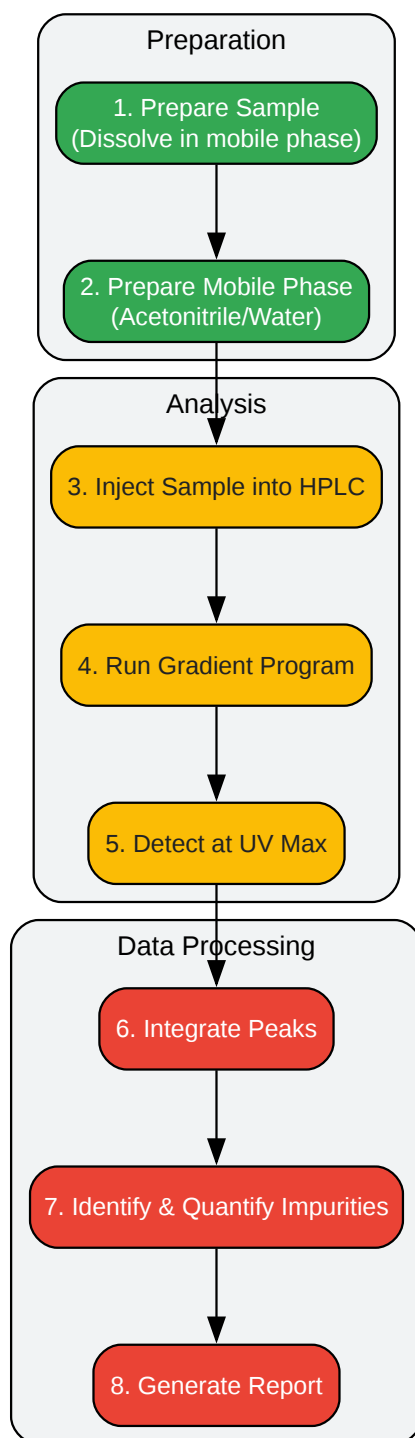 Preparation
1. Prepare Sample
(Dissolve in mobile phase)
2. Prepare Mobile Phase
(Acetonitrile/Water)
Analysis
3. Inject Sample into HPLC
4. Run Gradient Program
5. Detect at UV Max
Data Processing
6. Integrate Peaks
7. Identify & Quantify Impurities
8. Generate Report